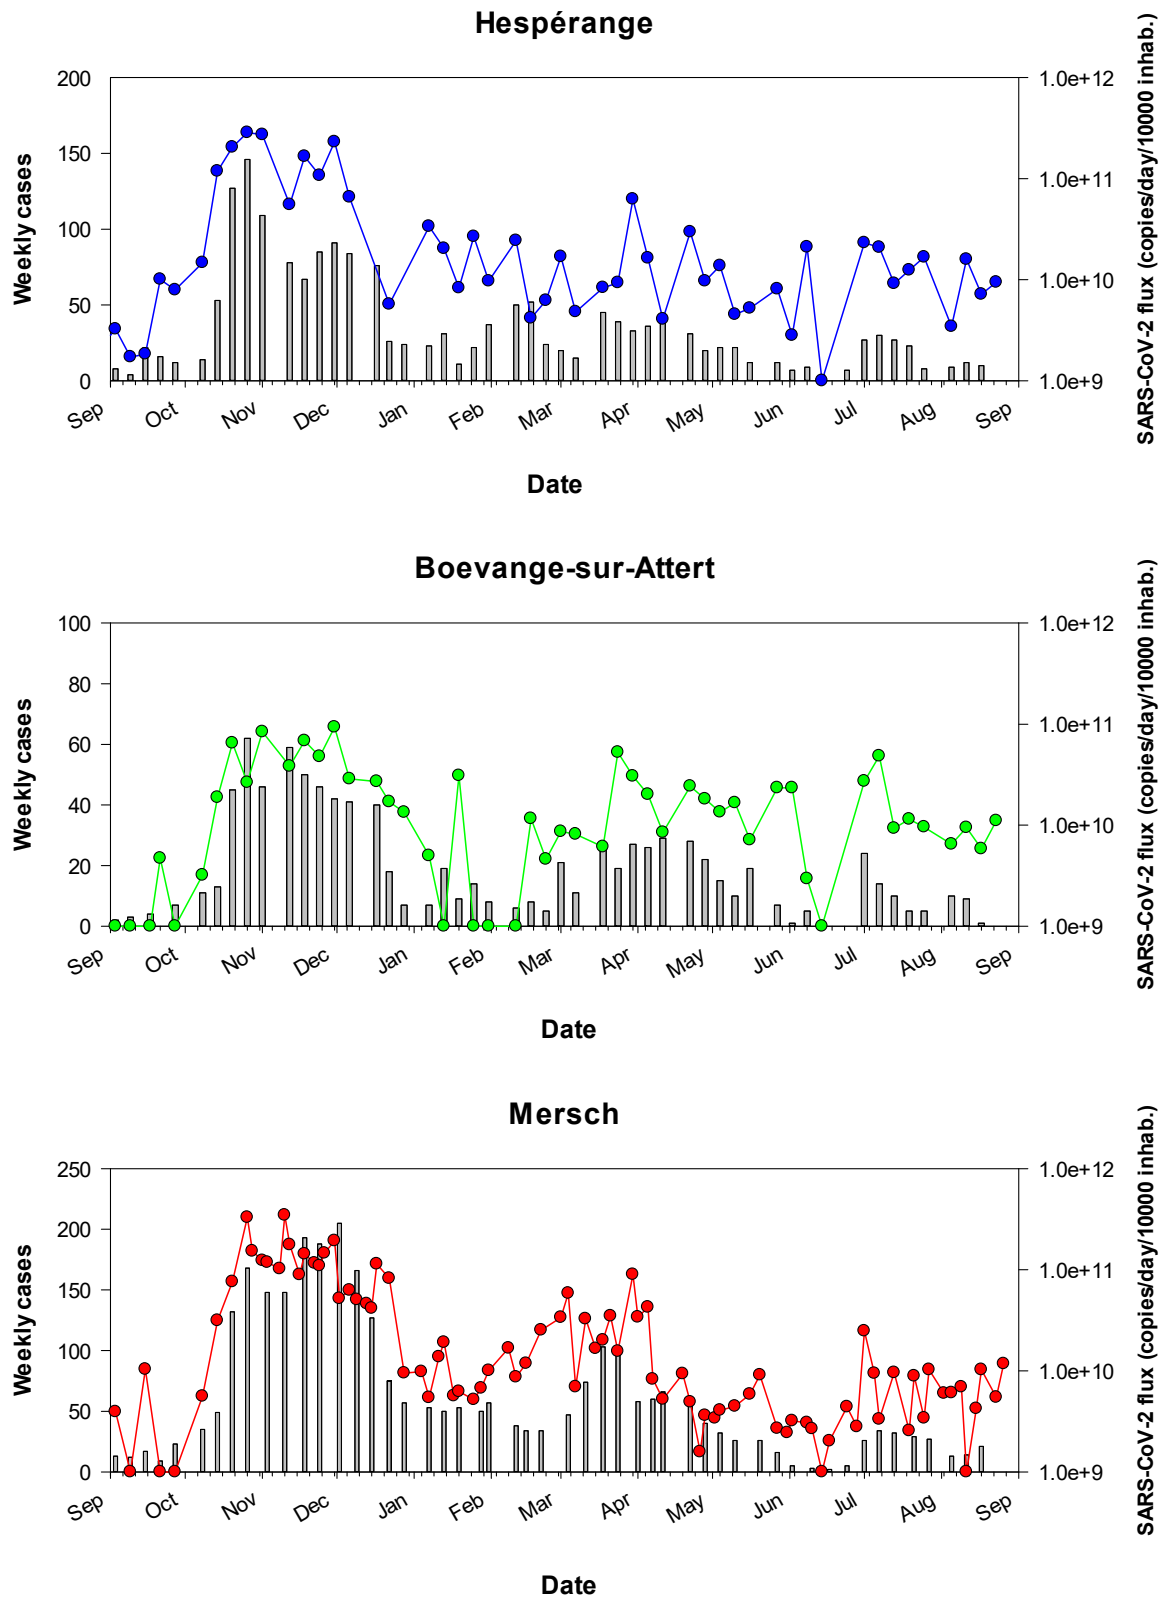 Hespérange
Weekly cases
200
150
100
50
0
1.0e+12
1.0e+11
1.0e+10
1.0e+9
SARS-CoV-2 flux (copies/day/10000 inhab.)
Sep Oct Nov Dec Jan Feb Mar Apr May Jun Jul Aug Sep
Date
Boevange-sur-Attert
Weekly cases
100
80
60
40
20
0
1.0e+12
1.0e+11
1.0e+10
1.0e+9
SARS-CoV-2 flux (copies/day/10000 inhab.)
Sep Oct Nov Dec Jan Feb Mar Apr May Jun Jul Aug Sep
Date
Mersch
Weekly cases
250
200
150
100
50
0
1.0e+12
1.0e+11
1.0e+10
1.0e+9
SARS-CoV-2 flux (copies/day/10000 inhab.)
Sep Oct Nov Dec Jan Feb Mar Apr May Jun Jul Aug Sep
Date